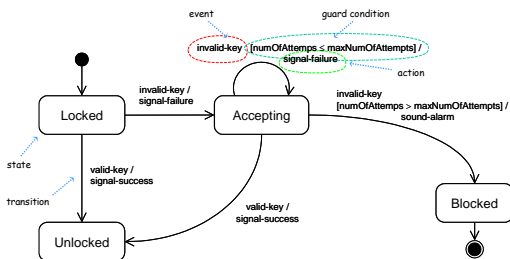 event
guard condition
invalid-key [numOfAttemps ≤ maxNumOfAttempts] /
signal-failure
action
invalid-key /
signal-failure
invalid-key
[numOfAttemps > maxNumOfAttempts] /
sound-alarm
Locked
Accepting
state
valid-key /
signal-success
transition
valid-key /
signal-success
Blocked
Unlocked